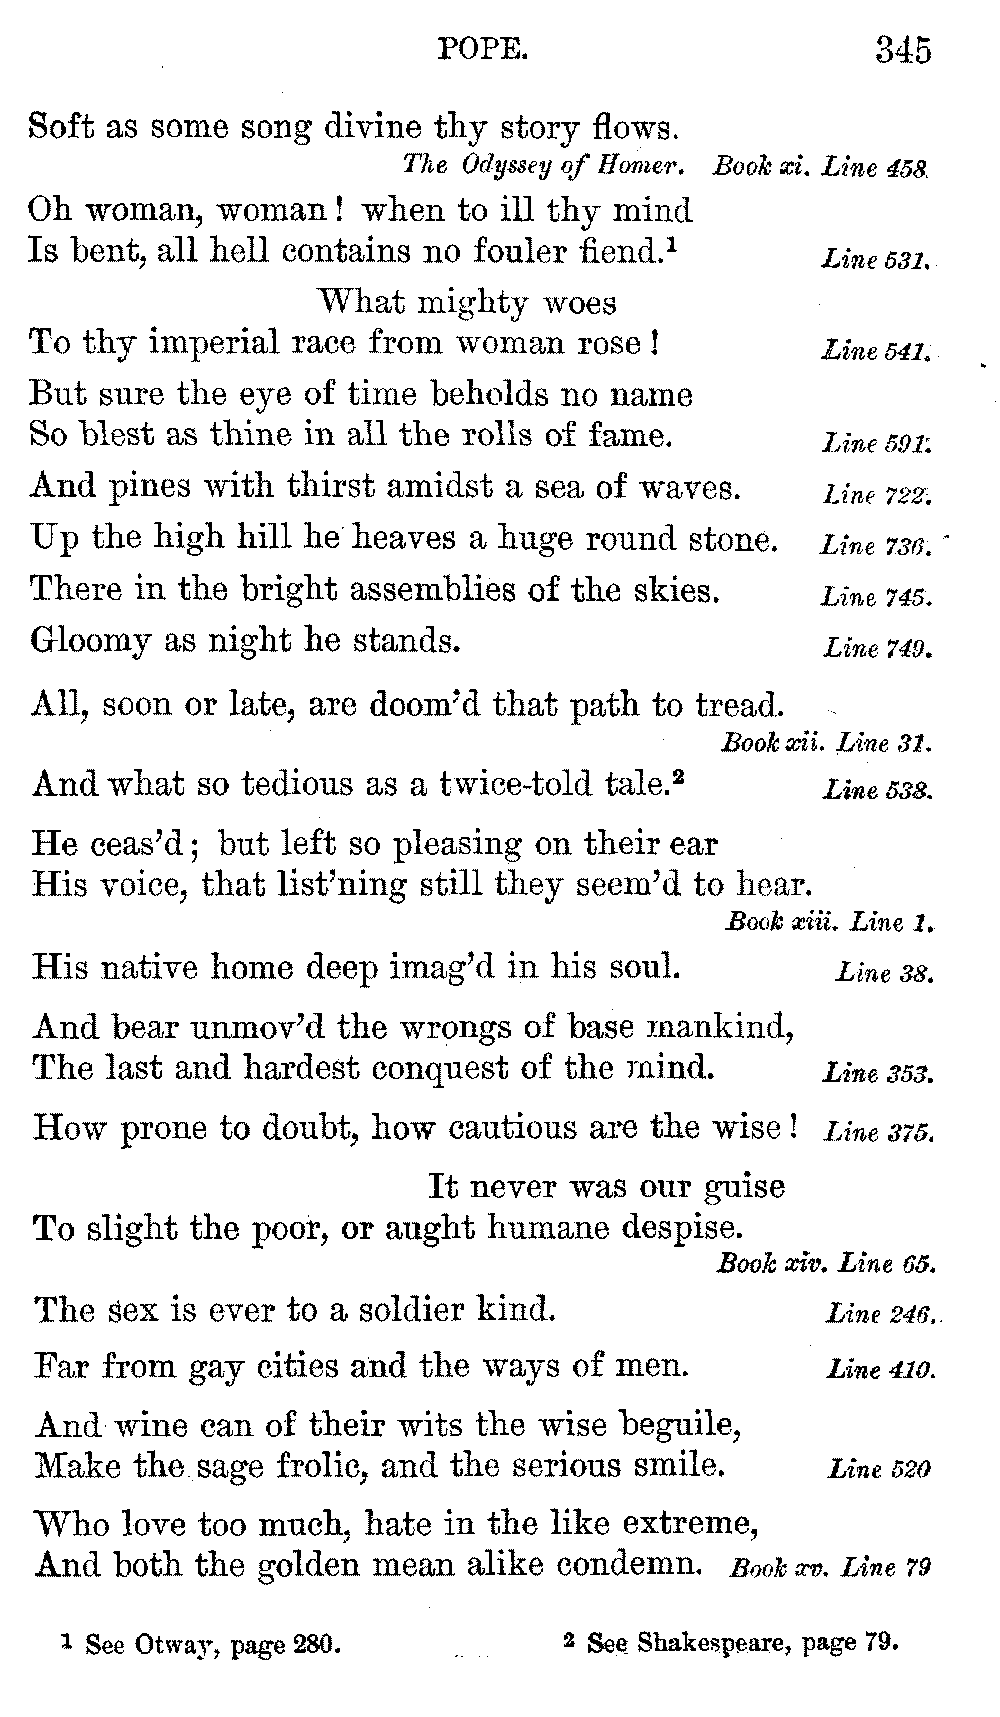 POPE. 345
Soft as some song divine thy story flows.
The Odyssey of Homer. Book xi. Line 458.
Oh woman, woman! when to ill thy mind
Is bent, all hell contains no fouler fiend.¹ Line 531.
What mighty woes
To thy imperial race from woman rose! Line 541.
But sure the eye of time beholds no name
So blest as thine in all the rolls of fame. Line 591.
And pines with thirst amidst a sea of waves. Line 722.
Up the high hill he heaves a huge round stone. Line 736.
There in the bright assemblies of the skies. Line 745.
Gloomy as night he stands. Line 749.
All, soon or late, are doom'd that path to tread.
Book xii. Line 31.
And what so tedious as a twice-told tale.² Line 538.
He ceas'd; but left so pleasing on their ear
His voice, that list'ning still they seem'd to hear.
Book xiii. Line 1.
His native home deep imag'd in his soul. Line 38.
And bear unmov'd the wrongs of base mankind,
The last and hardest conquest of the mind. Line 353.
How prone to doubt, how cautious are the wise! Line 375.
It never was our guise
To slight the poor, or aught humane despise.
Book xiv. Line 65.
The sex is ever to a soldier kind. Line 246.
Far from gay cities and the ways of men. Line 410.
And wine can of their wits the wise beguile,
Make the sage frolic, and the serious smile. Line 520
Who love too much, hate in the like extreme,
And both the golden mean alike condemn. Book xv. Line 79
¹ See Otway, page 280. ² See Shakespeare, page 79.